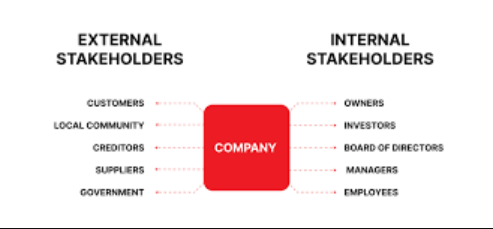 EXTERNAL
STAKEHOLDERS
CUSTOMERS
LOCAL COMMUNITY
CREDITORS
SUPPLIERS
GOVERNMENT
COMPANY
INTERNAL
STAKEHOLDERS
OWNERS
INVESTORS
BOARD OF DIRECTORS
MANAGERS
EMPLOYEES